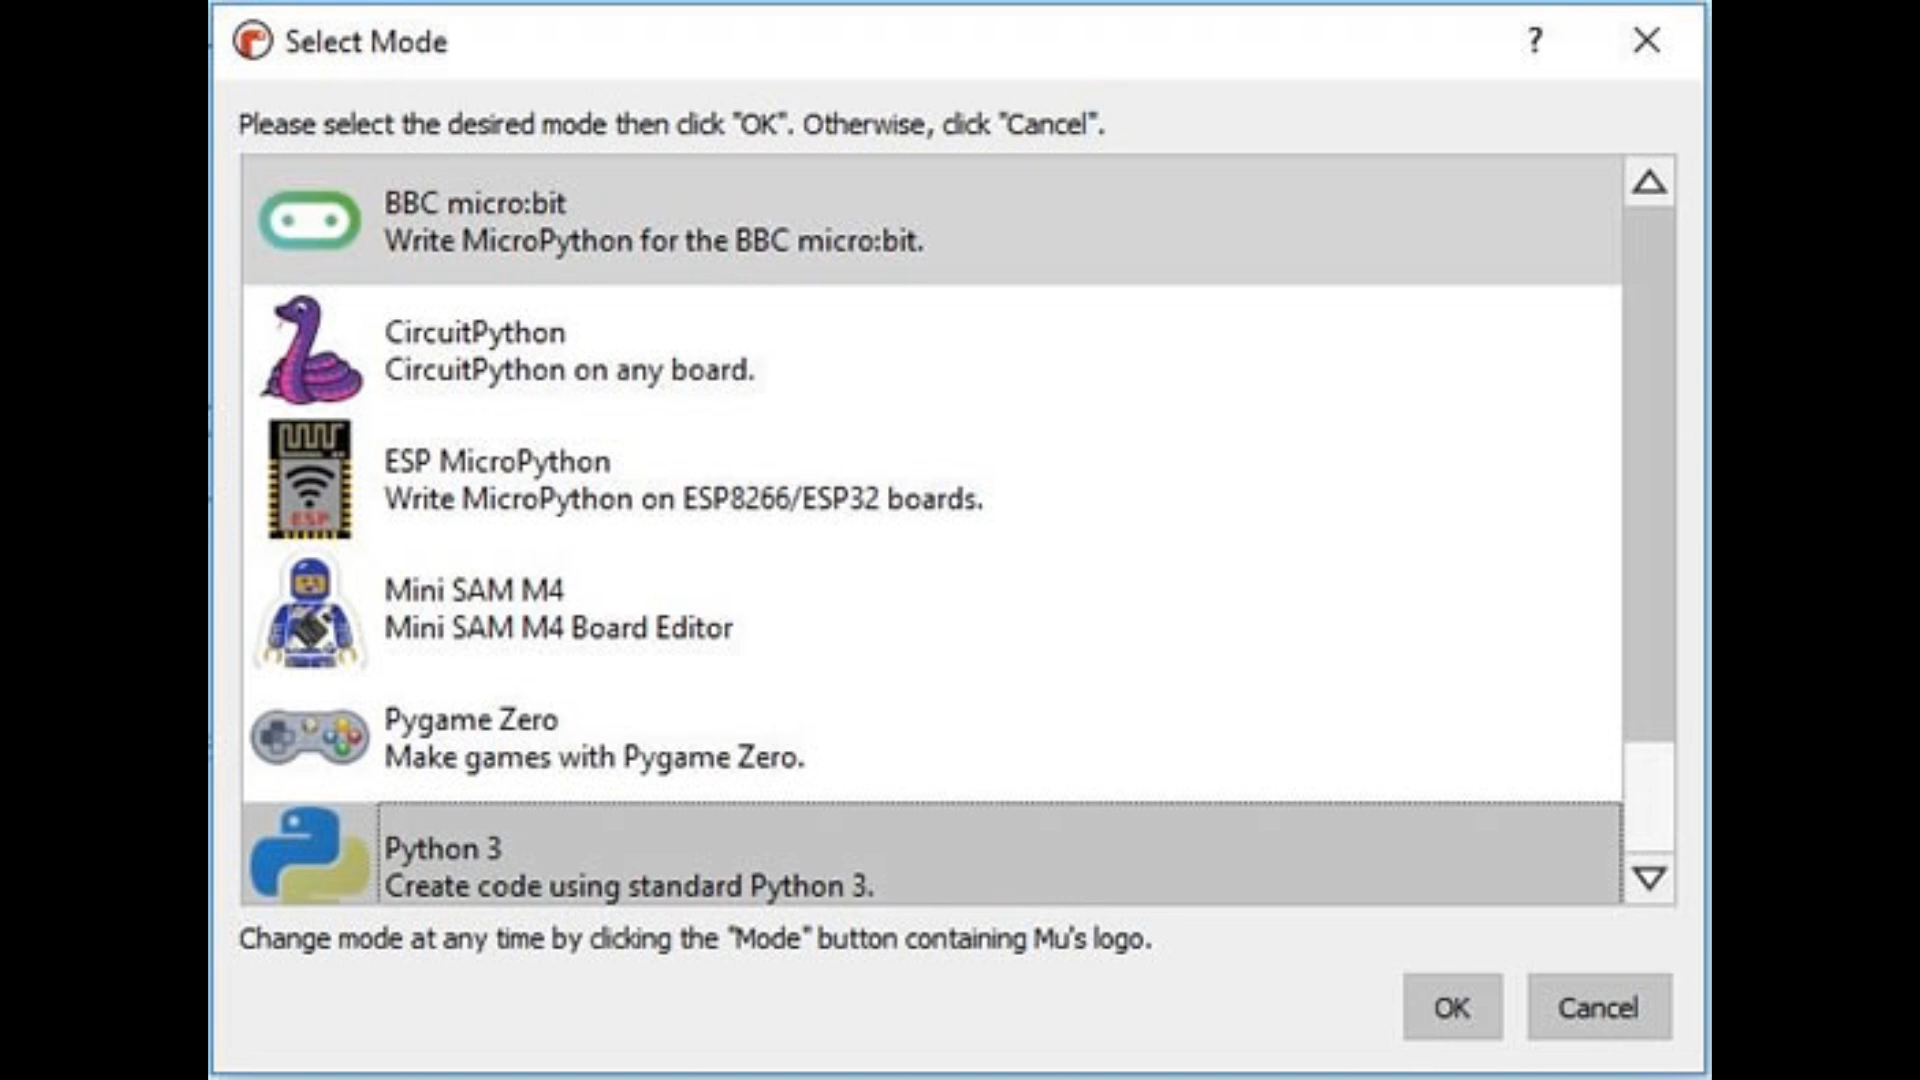 Select Mode
?
Please select the desired mode then click "OK". Otherwise, click "Cancel".
BBC micro:bit
Write MicroPython for the BBC micro:bit.
CircuitPython
CircuitPython on any board.
ESP
ESP MicroPython
Write MicroPython on ESP8266/ESP32 boards.
Mini SAM M4
Mini SAM M4 Board Editor
Pygame Zero
Make games with Pygame Zero.
Python 3
Create code using standard Python 3.
Change mode at any time by clicking the "Mode" button containing Mu's logo.
OK
Cancel